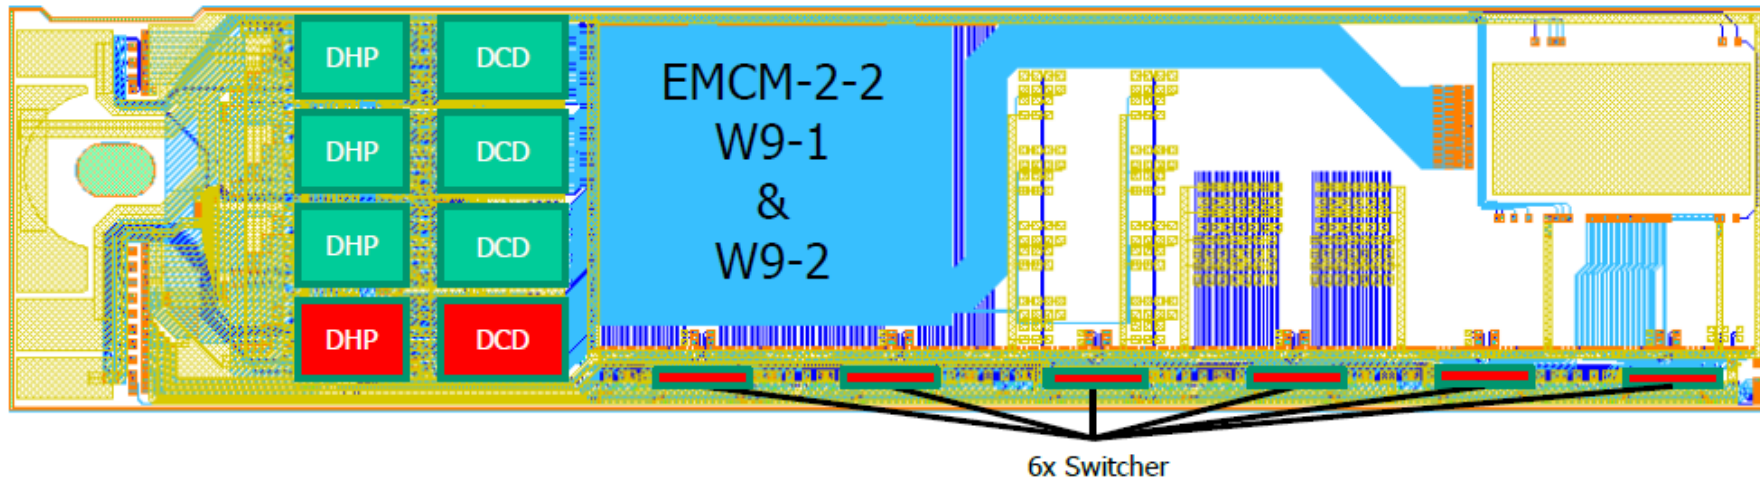 DHP DCD
DHP DCD
DHP DCD
DHP DCD
EMCM-2-2
W9-1
&
W9-2
6x Switcher